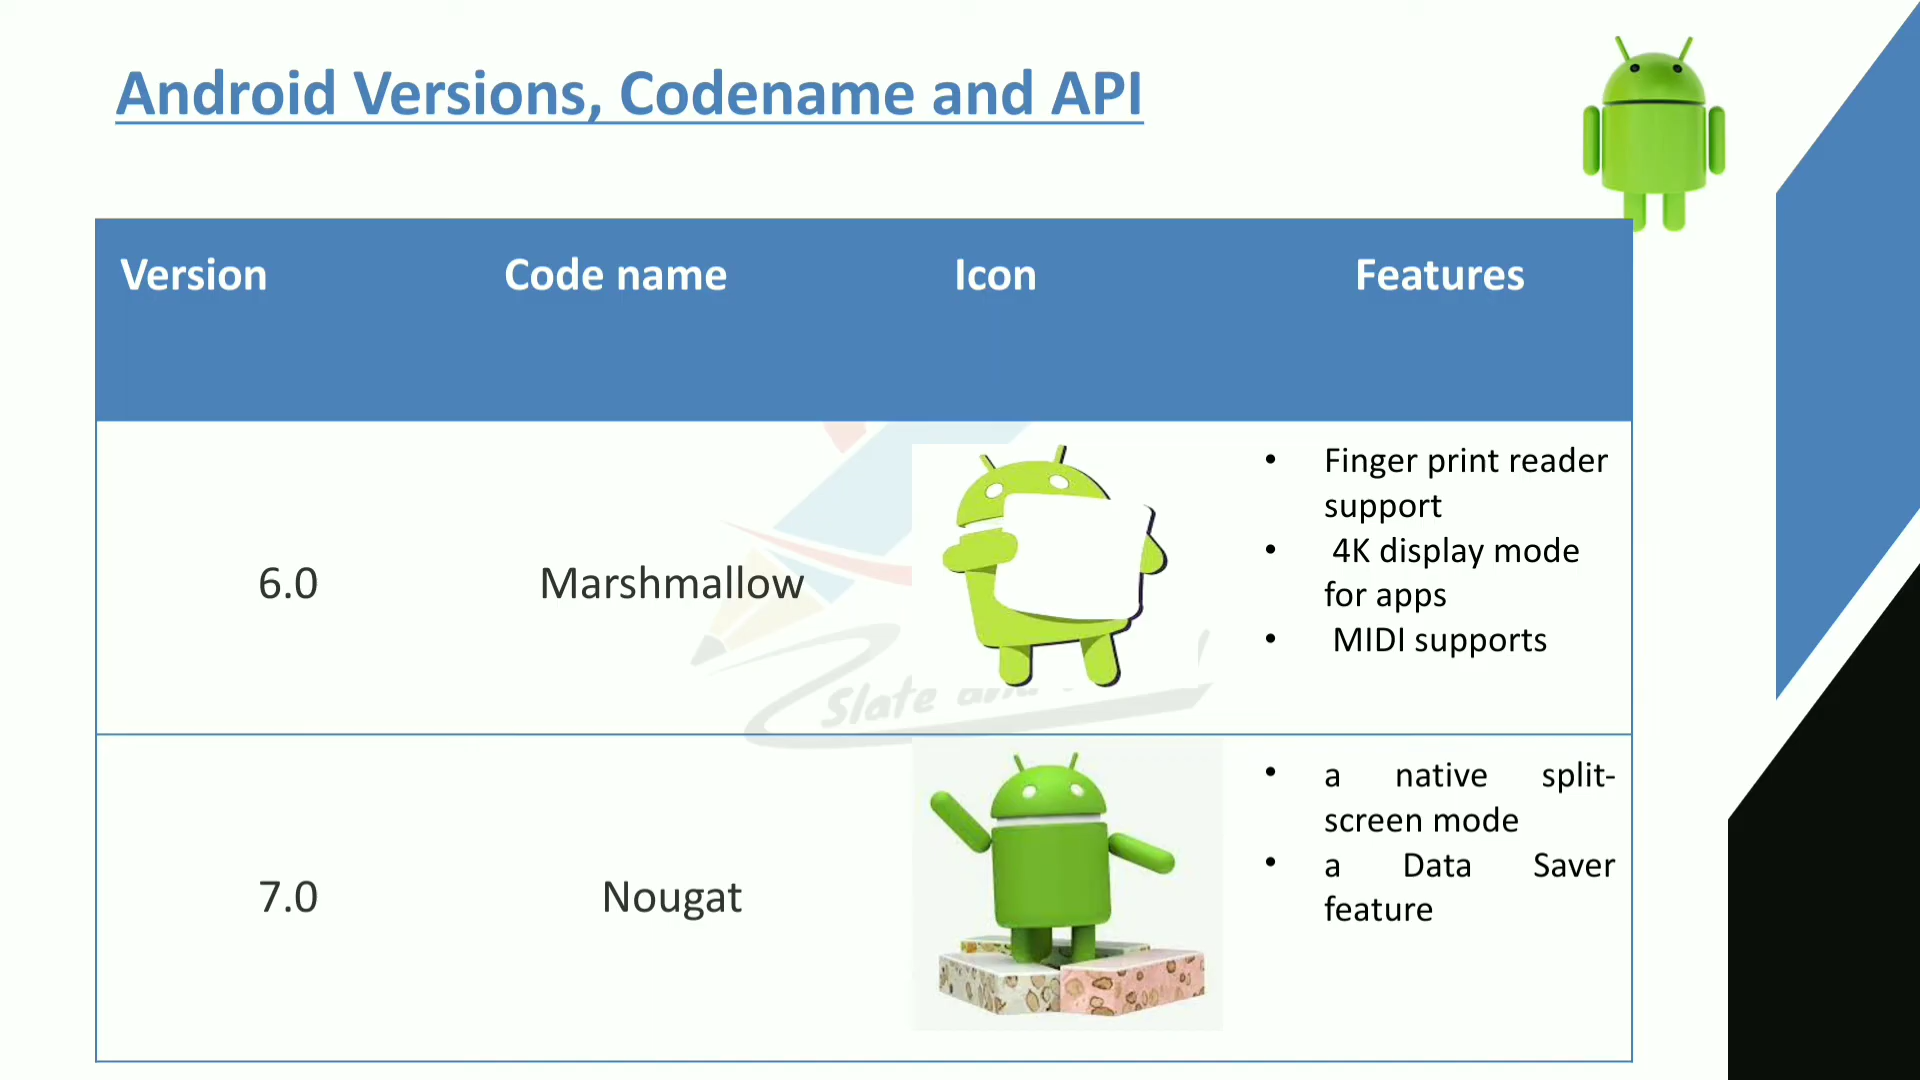 Android Versions, Codename and API
Version Code name Icon Features
6.0 Marshmallow
• Finger print reader
support
• 4K display mode
for apps
• MIDI supports
Slate and
7.0 Nougat
• a native split-
screen mode
• a Data Saver
feature